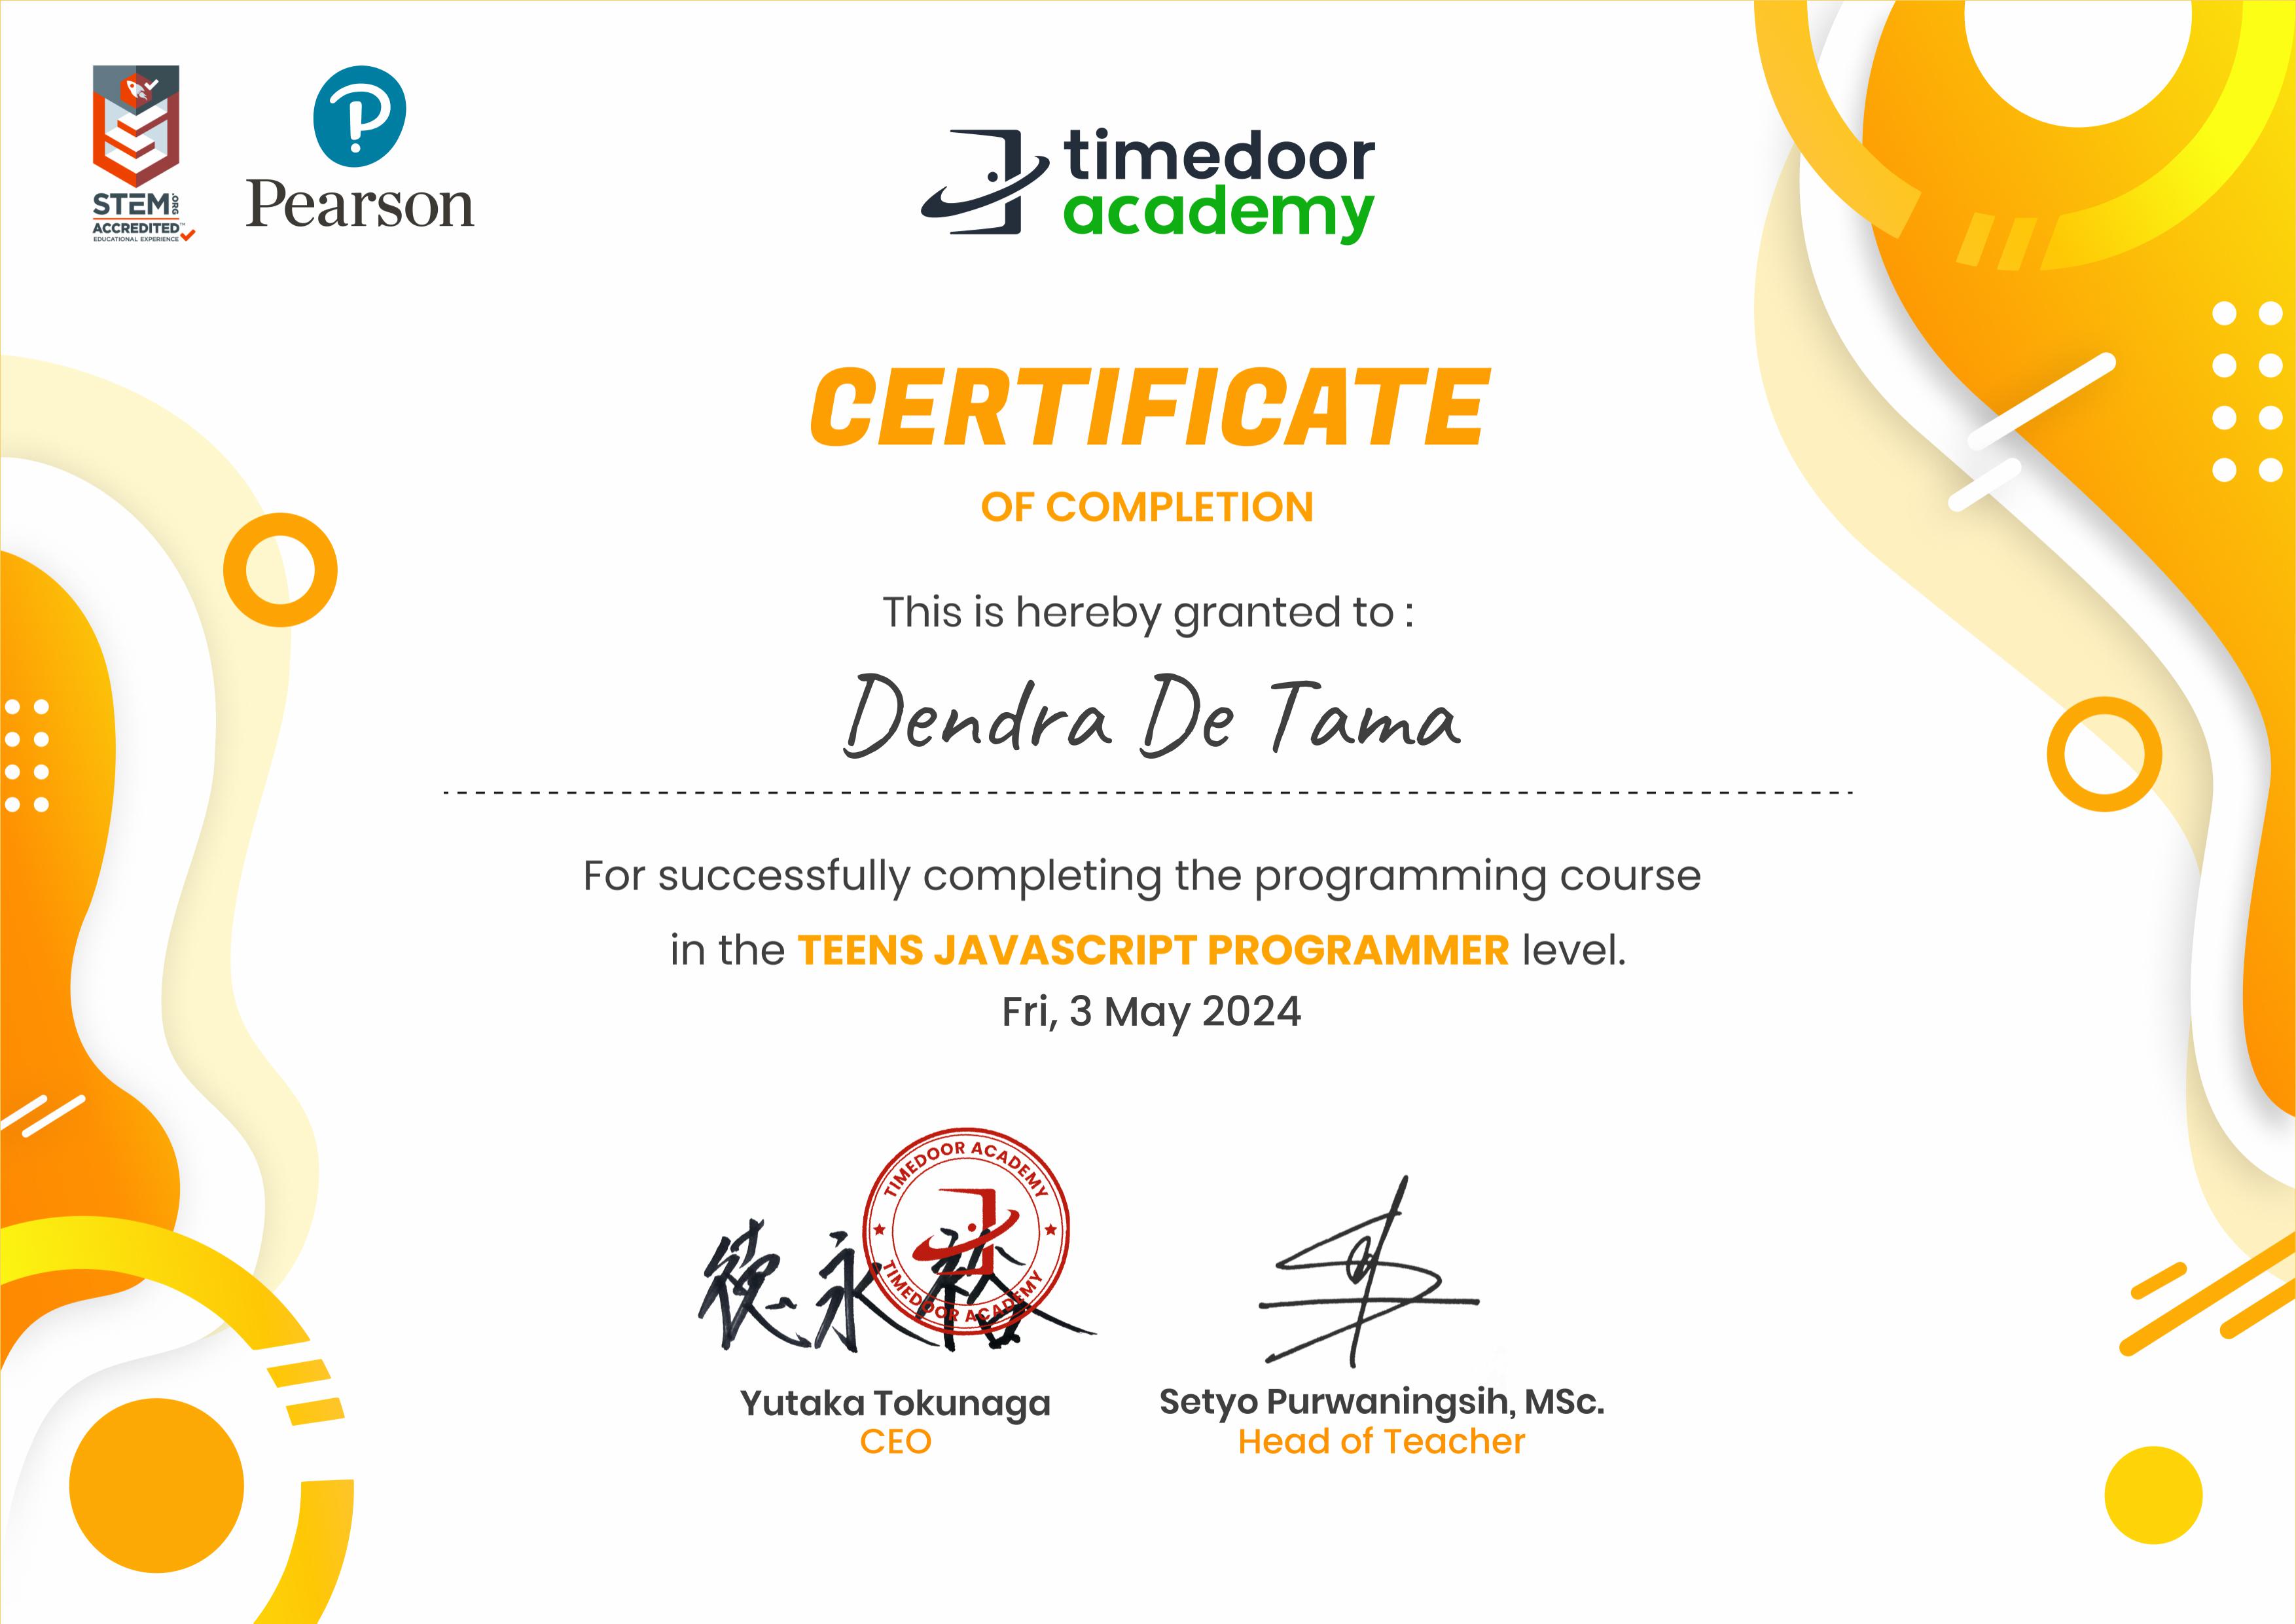 STEM.ORG
ACCREDITED™
EDUCATIONAL EXPERIENCE
Pearson
timedoor
academy
CERTIFICATE
OF COMPLETION
This is hereby granted to :
Dendra De Tama
For successfully completing the programming course
in the TEENS JAVASCRIPT PROGRAMMER level.
Fri, 3 May 2024
TIMEDOOR ACADEMY
TIMEDOOR ACADEMY
徳永裕
Yutaka Tokunaga
CEO
Setyo Purwaningsih, MSc.
Head of Teacher